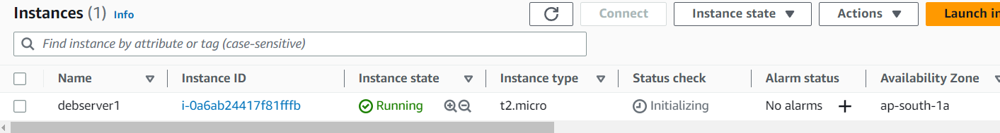 Instances (1) Info
Connect
Instance state
Actions
Launch in
Find instance by attribute or tag (case-sensitive)
Name Instance ID Instance state Instance type Status check Alarm status Availability Zone
debserver1 i-0a6ab24417f81fffb Running t2.micro Initializing No alarms + ap-south-1a